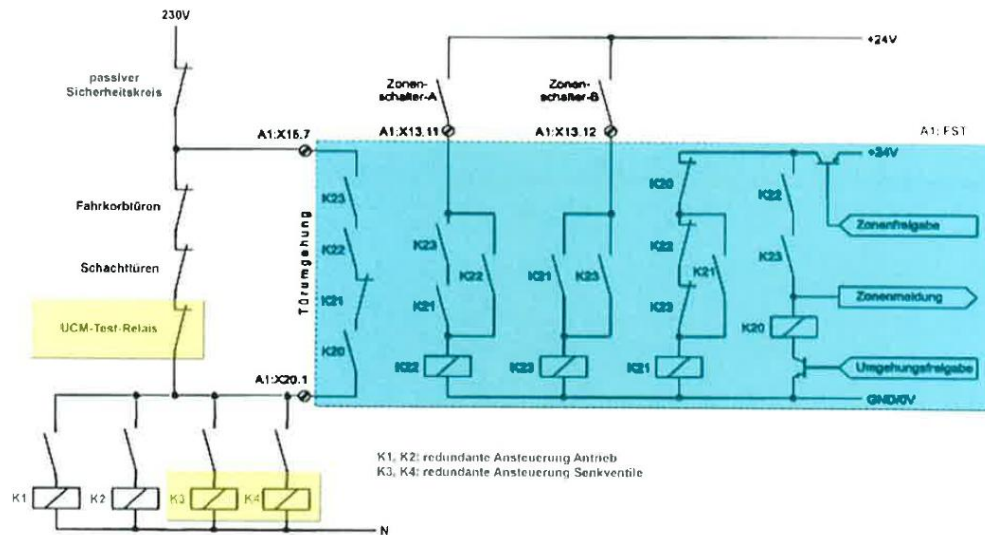 230V
passiver
Sicherheitskreis
Fahrkorbtüren
Schachttüren
UCM-Test-Relais
A1:X15.7
A1:X20.1
Türumgehung
Zonen-
schalter-A
Zonen-
schalter-B
+24V
A1:X13.11
A1:X13.12
A1: FST
+24V
K23
K22
K21
K20
K23
K22
K21
K22
K21
K23
K23
K20
K22
K21
K23
K21
K22
K23
K20
Zonenfreigabe
Zonenmeldung
Umgehungsfreigabe
GND/0V
K1
K2
K3
K4
N
K1, K2: redundante Ansteuerung Antrieb
K3, K4: redundante Ansteuerung Senkventile